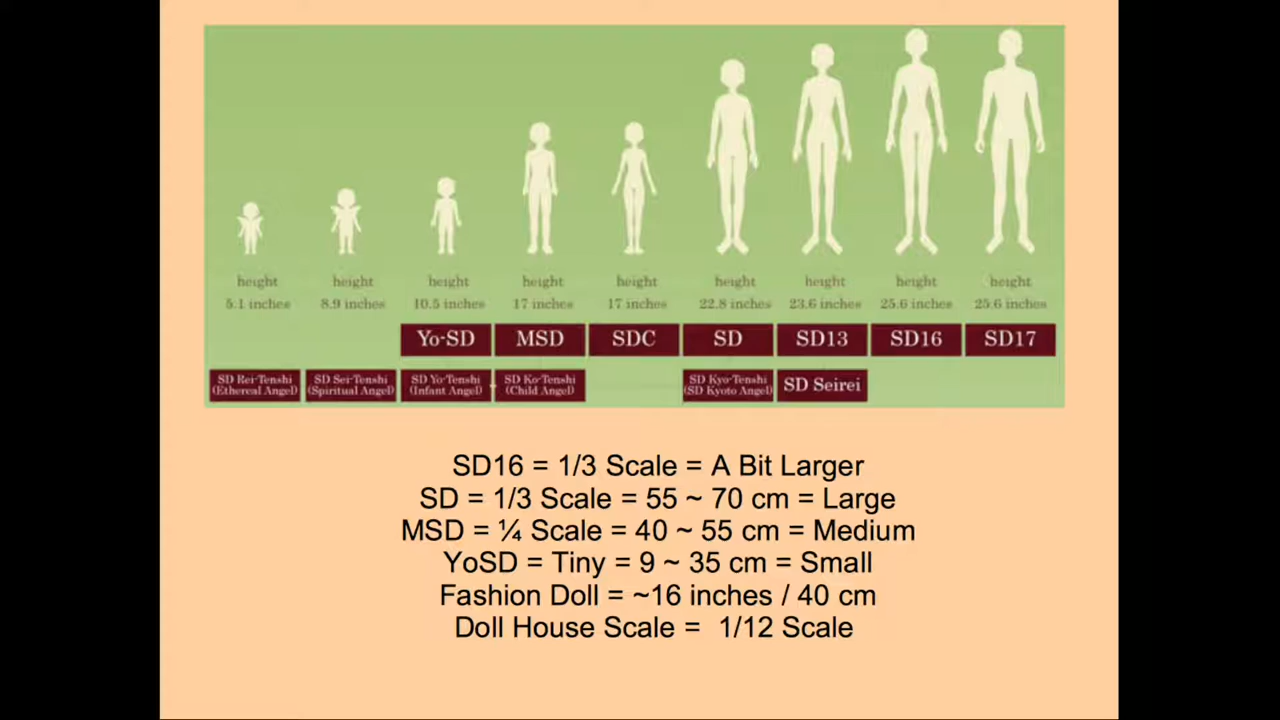 height height height height height height height height height
5.1 inches 8.9 inches 10.5 inches 17 inches 17 inches 22.8 inches 23.6 inches 25.6 inches 25.6 inches
Yo-SD MSD SDC SD SD13 SD16 SD17
SD Rei-Tenshi SD Sei-Tenshi SD Yo-Tenshi SD Ko-Tenshi SD Kyo-Tenshi SD Seirei
(Ethereal Angel) (Spiritual Angel) (Infant Angel) (Child Angel) (SD Kyoto Angel)
SD16 = 1/3 Scale = A Bit Larger
SD = 1/3 Scale = 55 ~ 70 cm = Large
MSD = ¼ Scale = 40 ~ 55 cm = Medium
YoSD = Tiny = 9 ~ 35 cm = Small
Fashion Doll = ~16 inches / 40 cm
Doll House Scale = 1/12 Scale